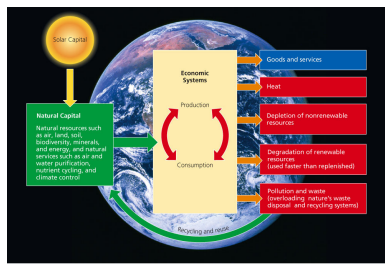 Solar Capital
Natural Capital
Natural resources such
as air, land, soil,
biodiversity, minerals,
and energy, and natural
services such as air and
water purification,
nutrient cycling, and
climate control
Economic
Systems
Production
Consumption
Goods and services
Heat
Depletion of nonrenewable
resources
Degradation of renewable
resources
(used faster than replenished)
Pollution and waste
(overloading nature's waste
disposal and recycling systems)
Recycling and reuse